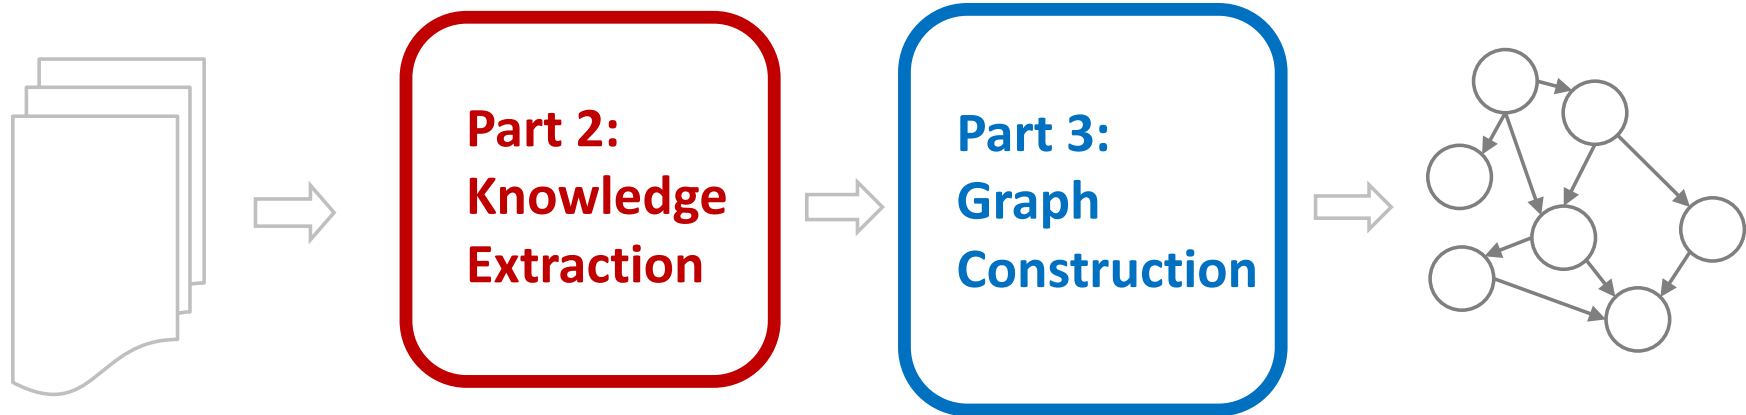 Part 2:
Knowledge
Extraction
Part 3:
Graph
Construction